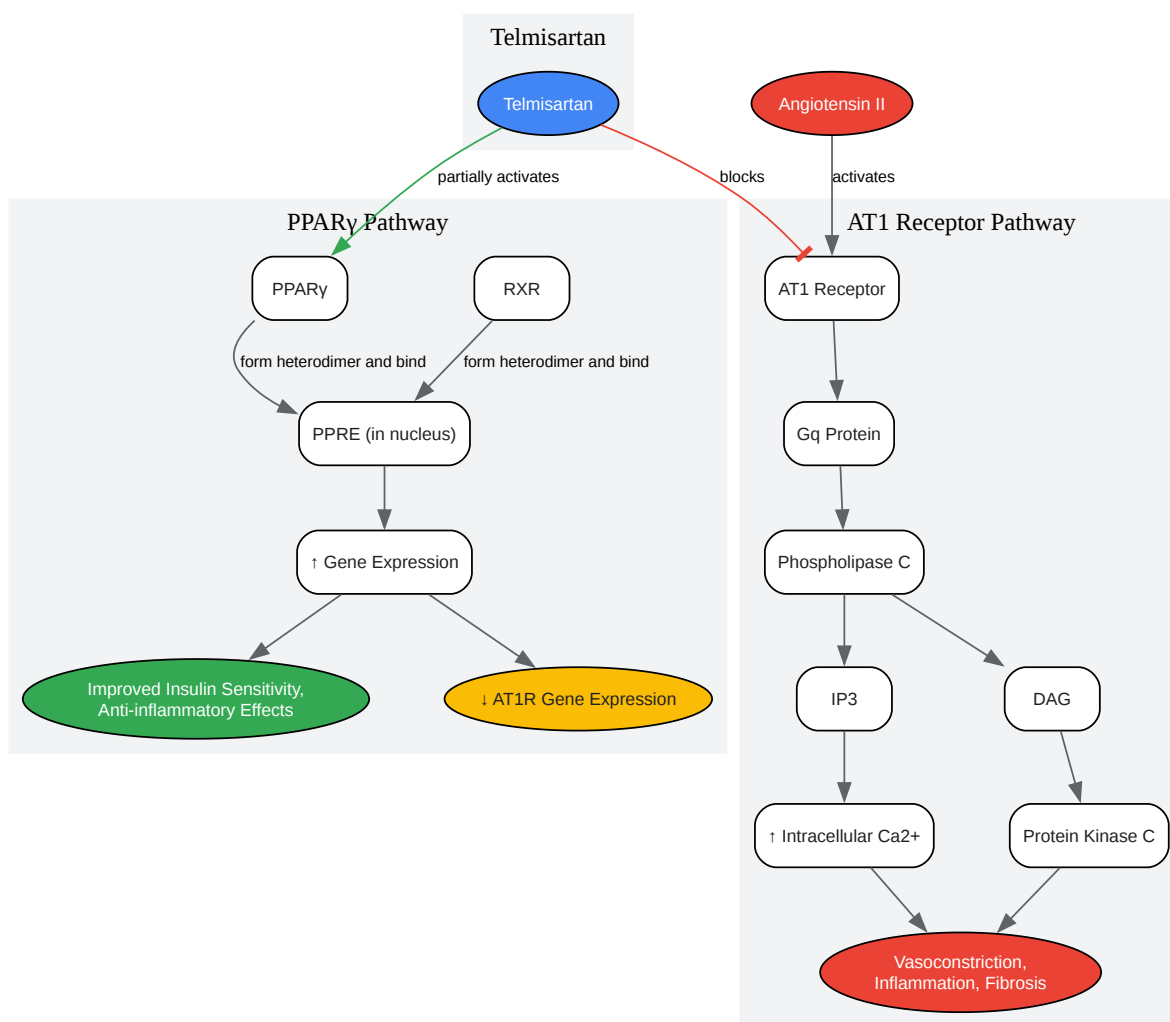 Telmisartan
Telmisartan
Angiotensin II
partially activates
blocks
activates
PPARγ Pathway
AT1 Receptor Pathway
PPARγ
RXR
AT1 Receptor
form heterodimer and bind
form heterodimer and bind
PPRE (in nucleus)
Gq Protein
↑ Gene Expression
Phospholipase C
Improved Insulin Sensitivity,
Anti-inflammatory Effects
↓ AT1R Gene Expression
IP3
DAG
↑ Intracellular Ca2+
Protein Kinase C
Vasoconstriction,
Inflammation, Fibrosis